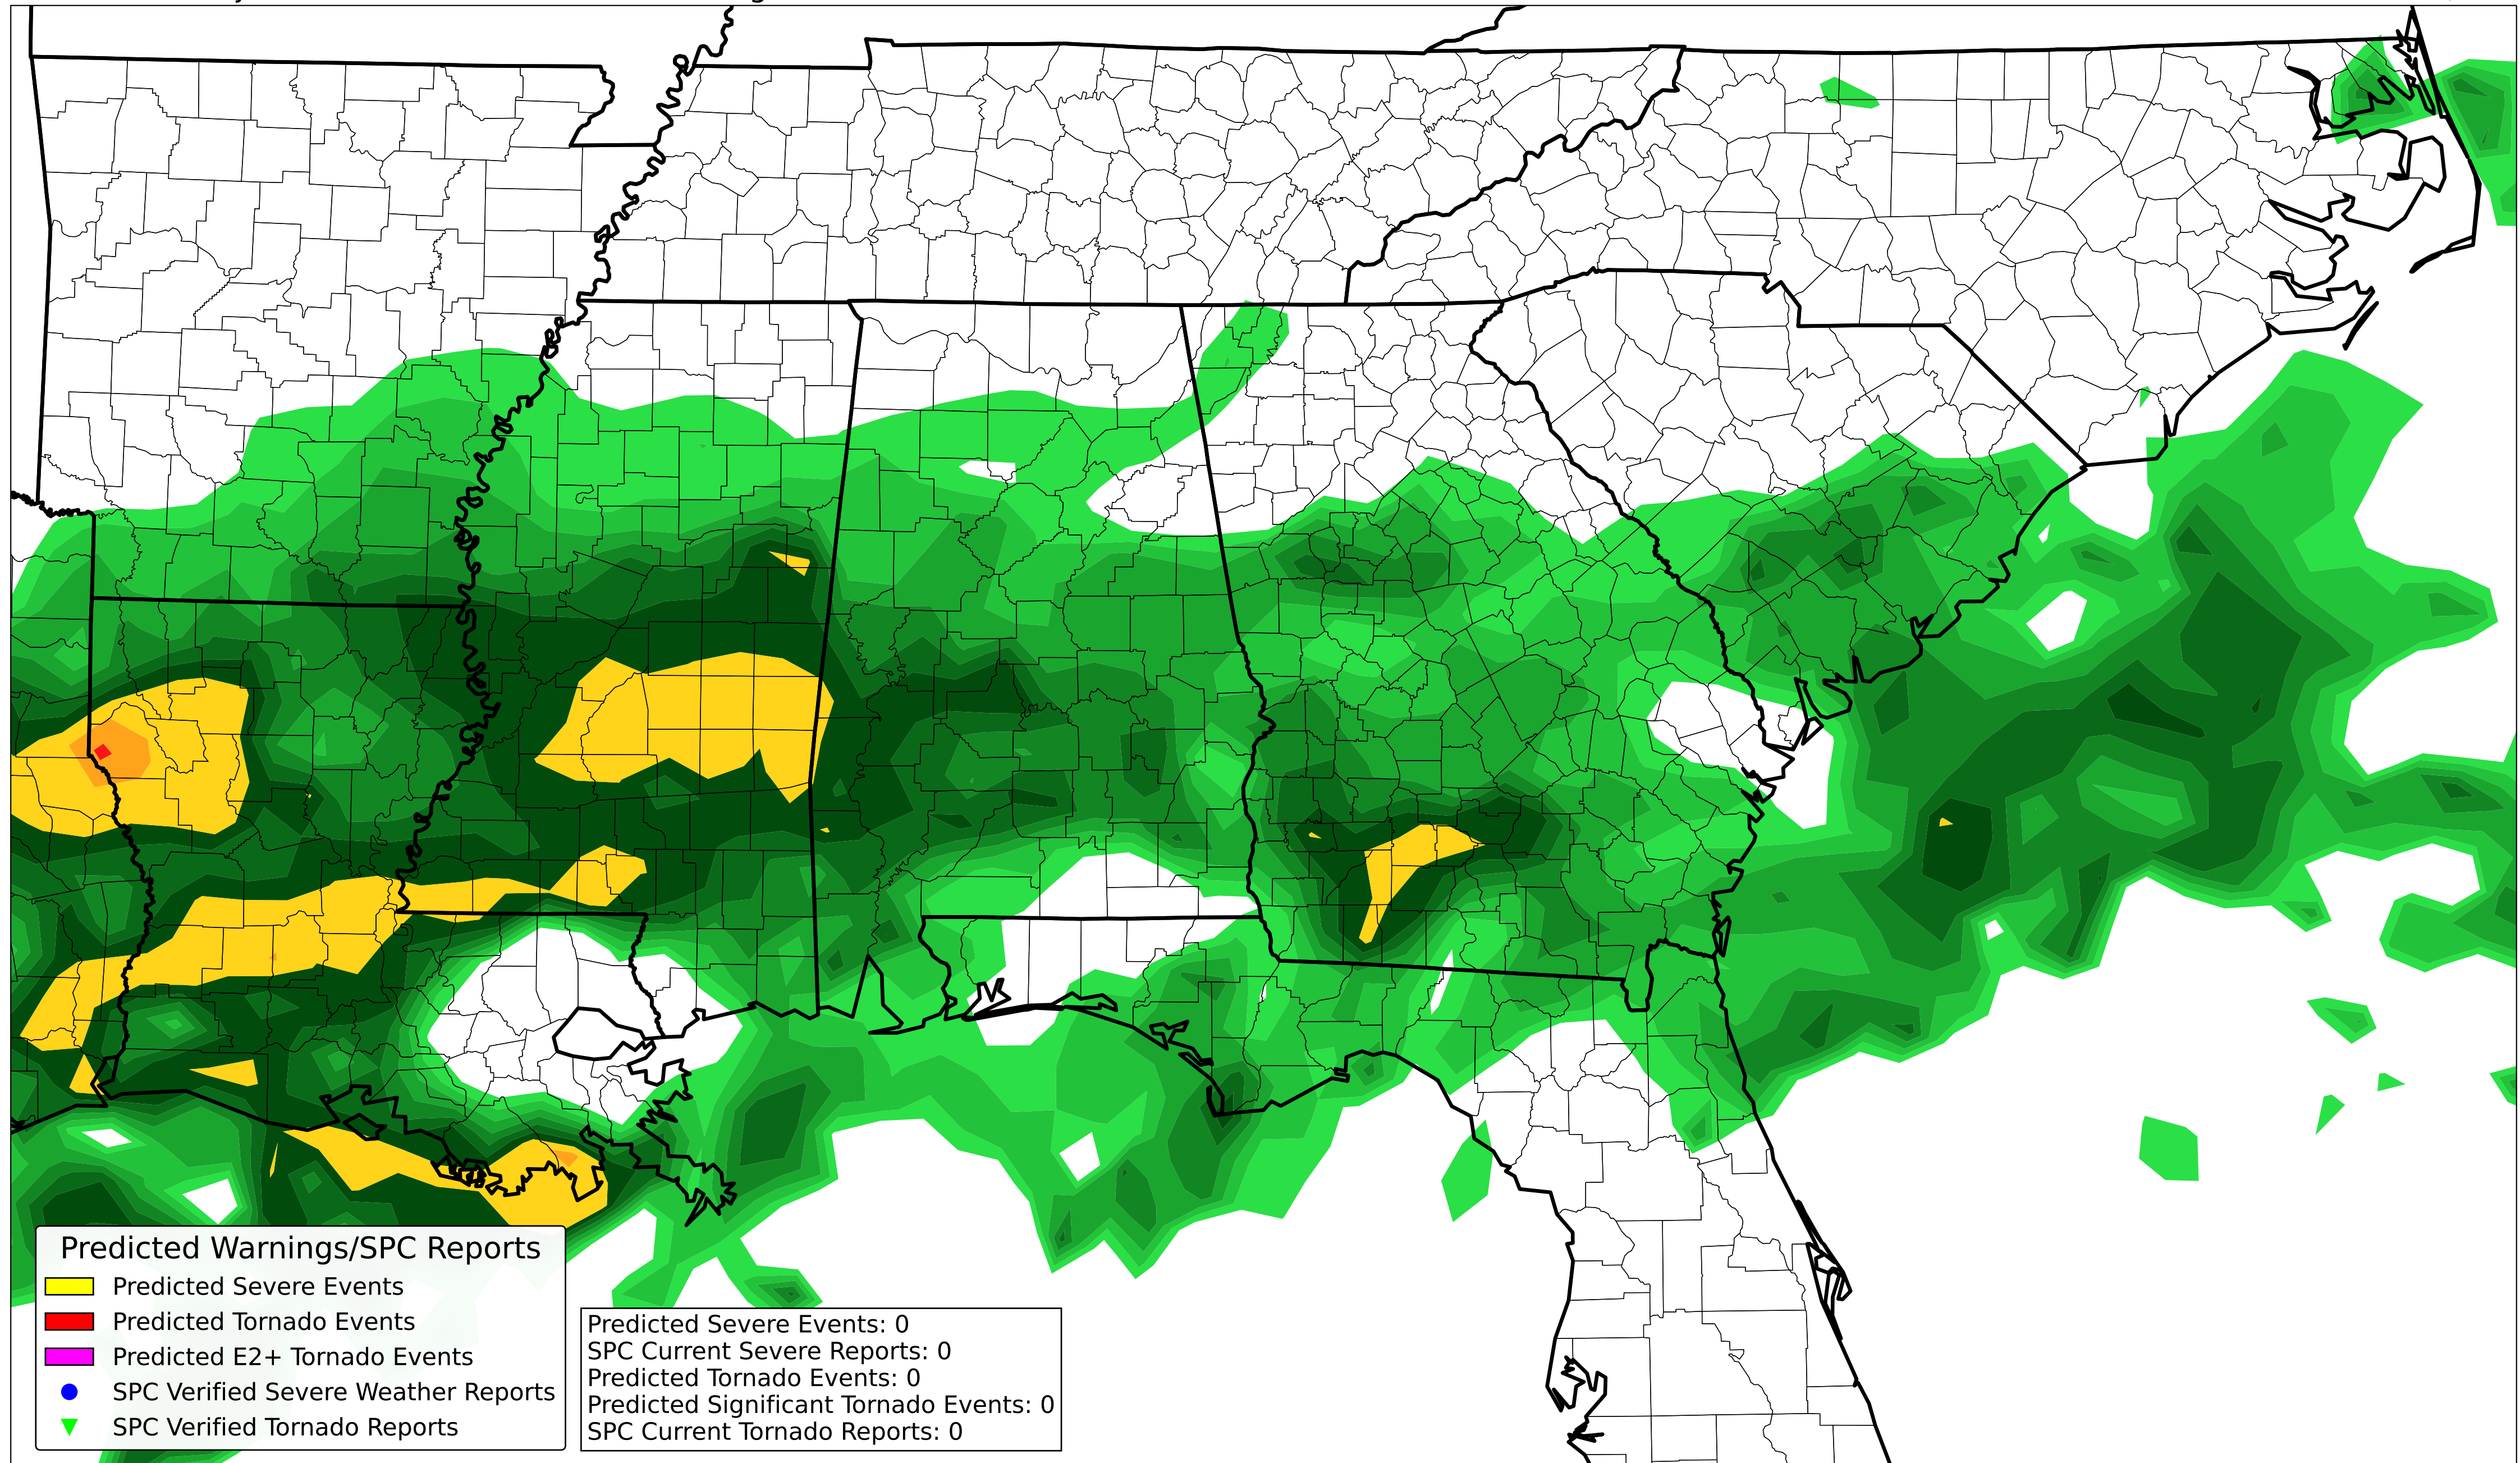 Predicted Warnings/SPC Reports
Predicted Severe Events
Predicted Tornado Events
Predicted E2+ Tornado Events
SPC Verified Severe Weather Reports
SPC Verified Tornado Reports
Predicted Severe Events: 0
SPC Current Severe Reports: 0
Predicted Tornado Events: 0
Predicted Significant Tornado Events: 0
SPC Current Tornado Reports: 0